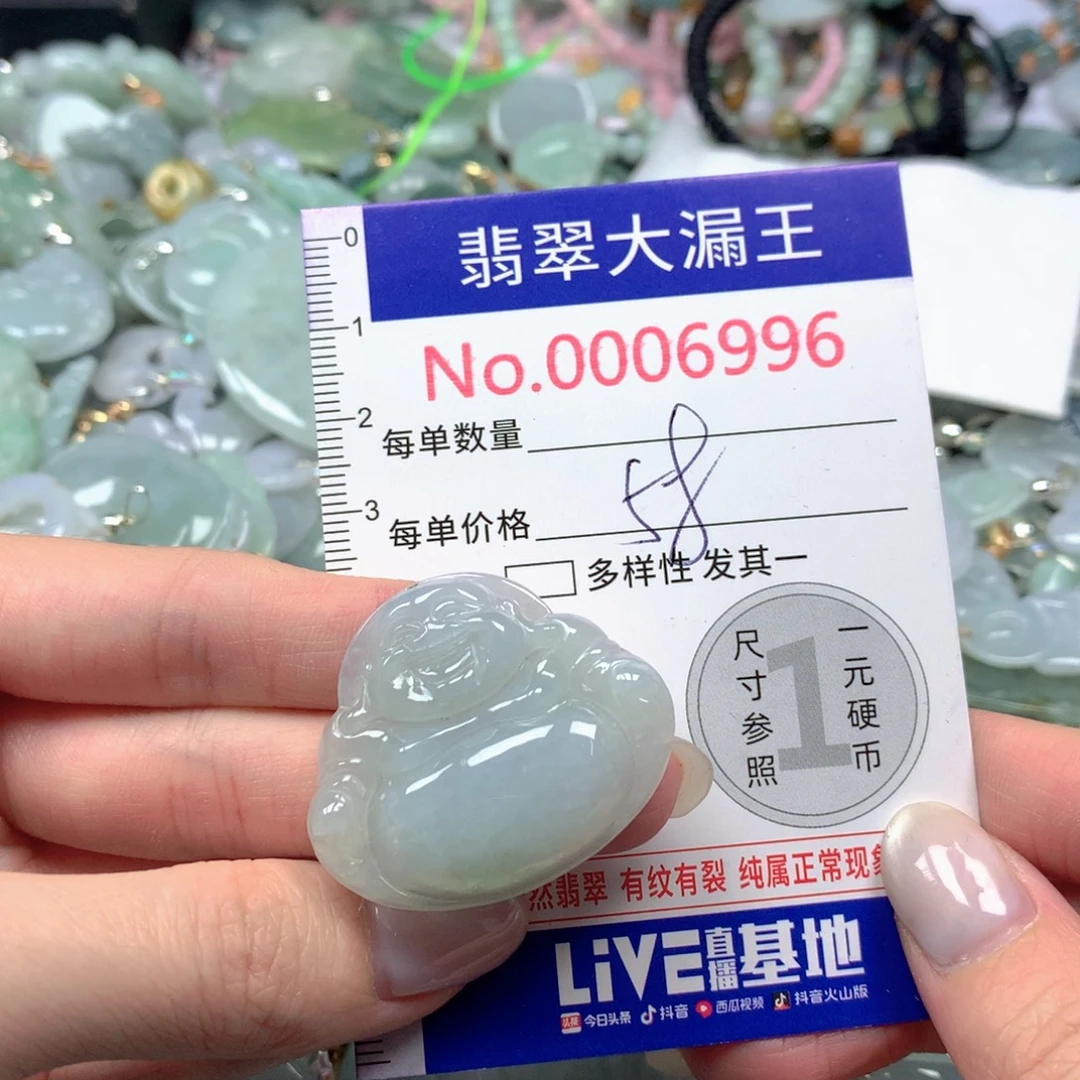 翡翠大漏王
No.0006996
0
1
2
3
每单数量
每单价格 58
多样性 发其一
尺寸参照
1
一元硬币
然翡翠 有纹有裂 纯属正常现象
LiVE直播基地
头条 今日头条 抖音 西瓜视频 抖音火山版